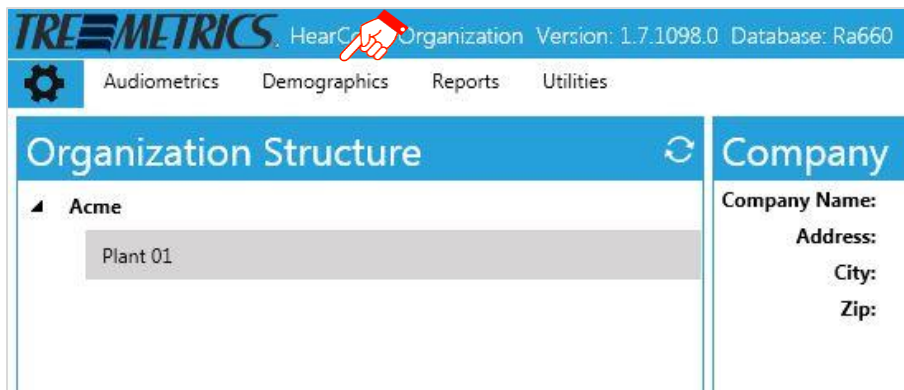 TREMETRICS. Organization Version: 1.7.1098.0 Database: Ra660
Audiometrics Demographics Reports Utilities
Organization Structure
Company
Acme
Company Name:
Plant 01
Address:
City:
Zip: